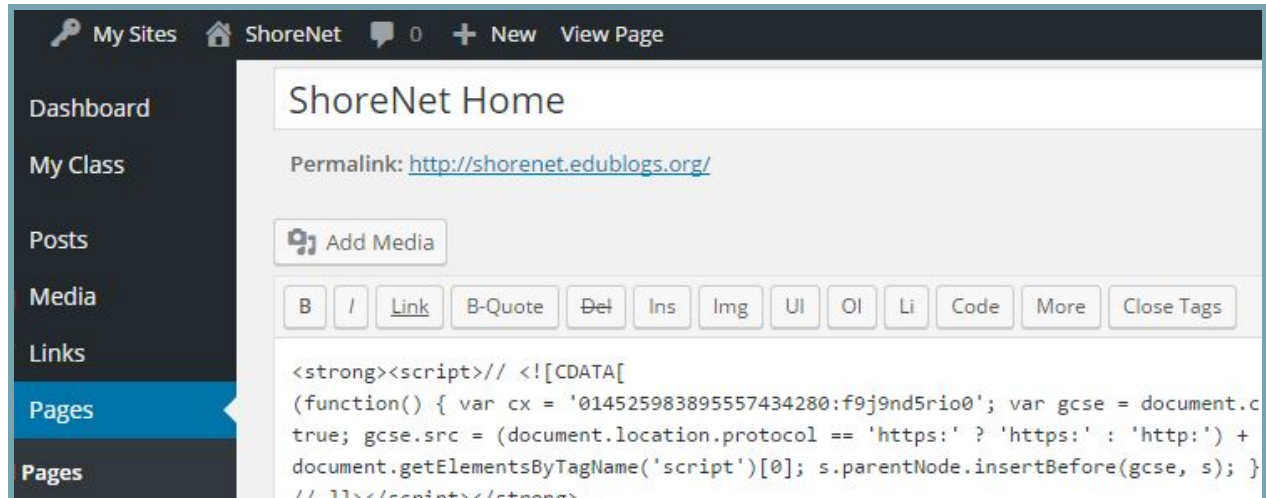 My Sites ShoreNet 0 + New View Page
Dashboard
ShoreNet Home
My Class
Permalink: http://shorenet.edublogs.org/
Posts
Add Media
Media
B I Link B-Quote Del Ins Img Ul Ol Li Code More Close Tags
Links
<strong><script>// <![CDATA[
Pages
(function() { var cx = '014525983895557434280:f9j9nd5rio0'; var gcse = document.c
true; gcse.src = (document.location.protocol == 'https:' ? 'https:' : 'http:') +
Pages
document.getElementsByTagName('script')[0]; s.parentNode.insertBefore(gcse, s); }
// ]]></script></strong>